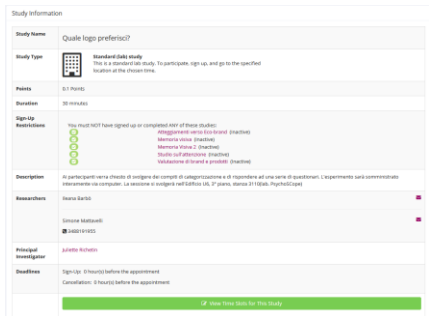 Study Information
Study Name
Quale logo preferisci?
Study Type
Standard (lab) study
This is a standard lab study. To participate, sign up, and go to the specified
location at the chosen time.
Points
0.1 Points
Duration
30 minutes
Sign-Up
Restrictions
You must NOT have signed up or completed ANY of these studies:
Atteggiamenti verso Eco-brand (Inactive)
Memoria visiva (Inactive)
Memoria Visiva 2 (Inactive)
Studio sull'attenzione (Inactive)
Valutazione di brand e prodotti (Inactive)
Description
Ai partecipanti verrà chiesto di svolgere dei compiti di categorizzazione e di rispondere ad una serie di questionari. L'esperimento sarà somministrato
interamente via computer. La sessione si svolgerà nell'Edificio U6, 3° piano, stanza 3110(lab. PsychoSCope)
Researchers
Simone Mattavelli
3488191955
Principal
Investigator
Juliette Richetin
Deadlines
Sign-Up: 0 hour(s) before the appointment
Cancellation: 0 hour(s) before the appointment
View Time Slots for This Study